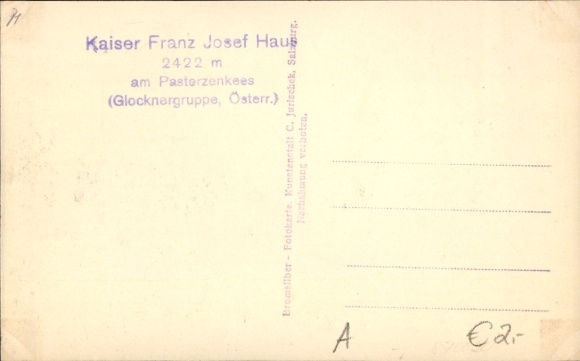 Kaiser Franz Josef Haus
2422 m
am Pasterzenkees
(Glocknergruppe, Österr.)
Bromsilber - Fotokarte. Kunstanstalt C. Jurischek, Salzburg.
Nachahmung verboten.
A
€2.-